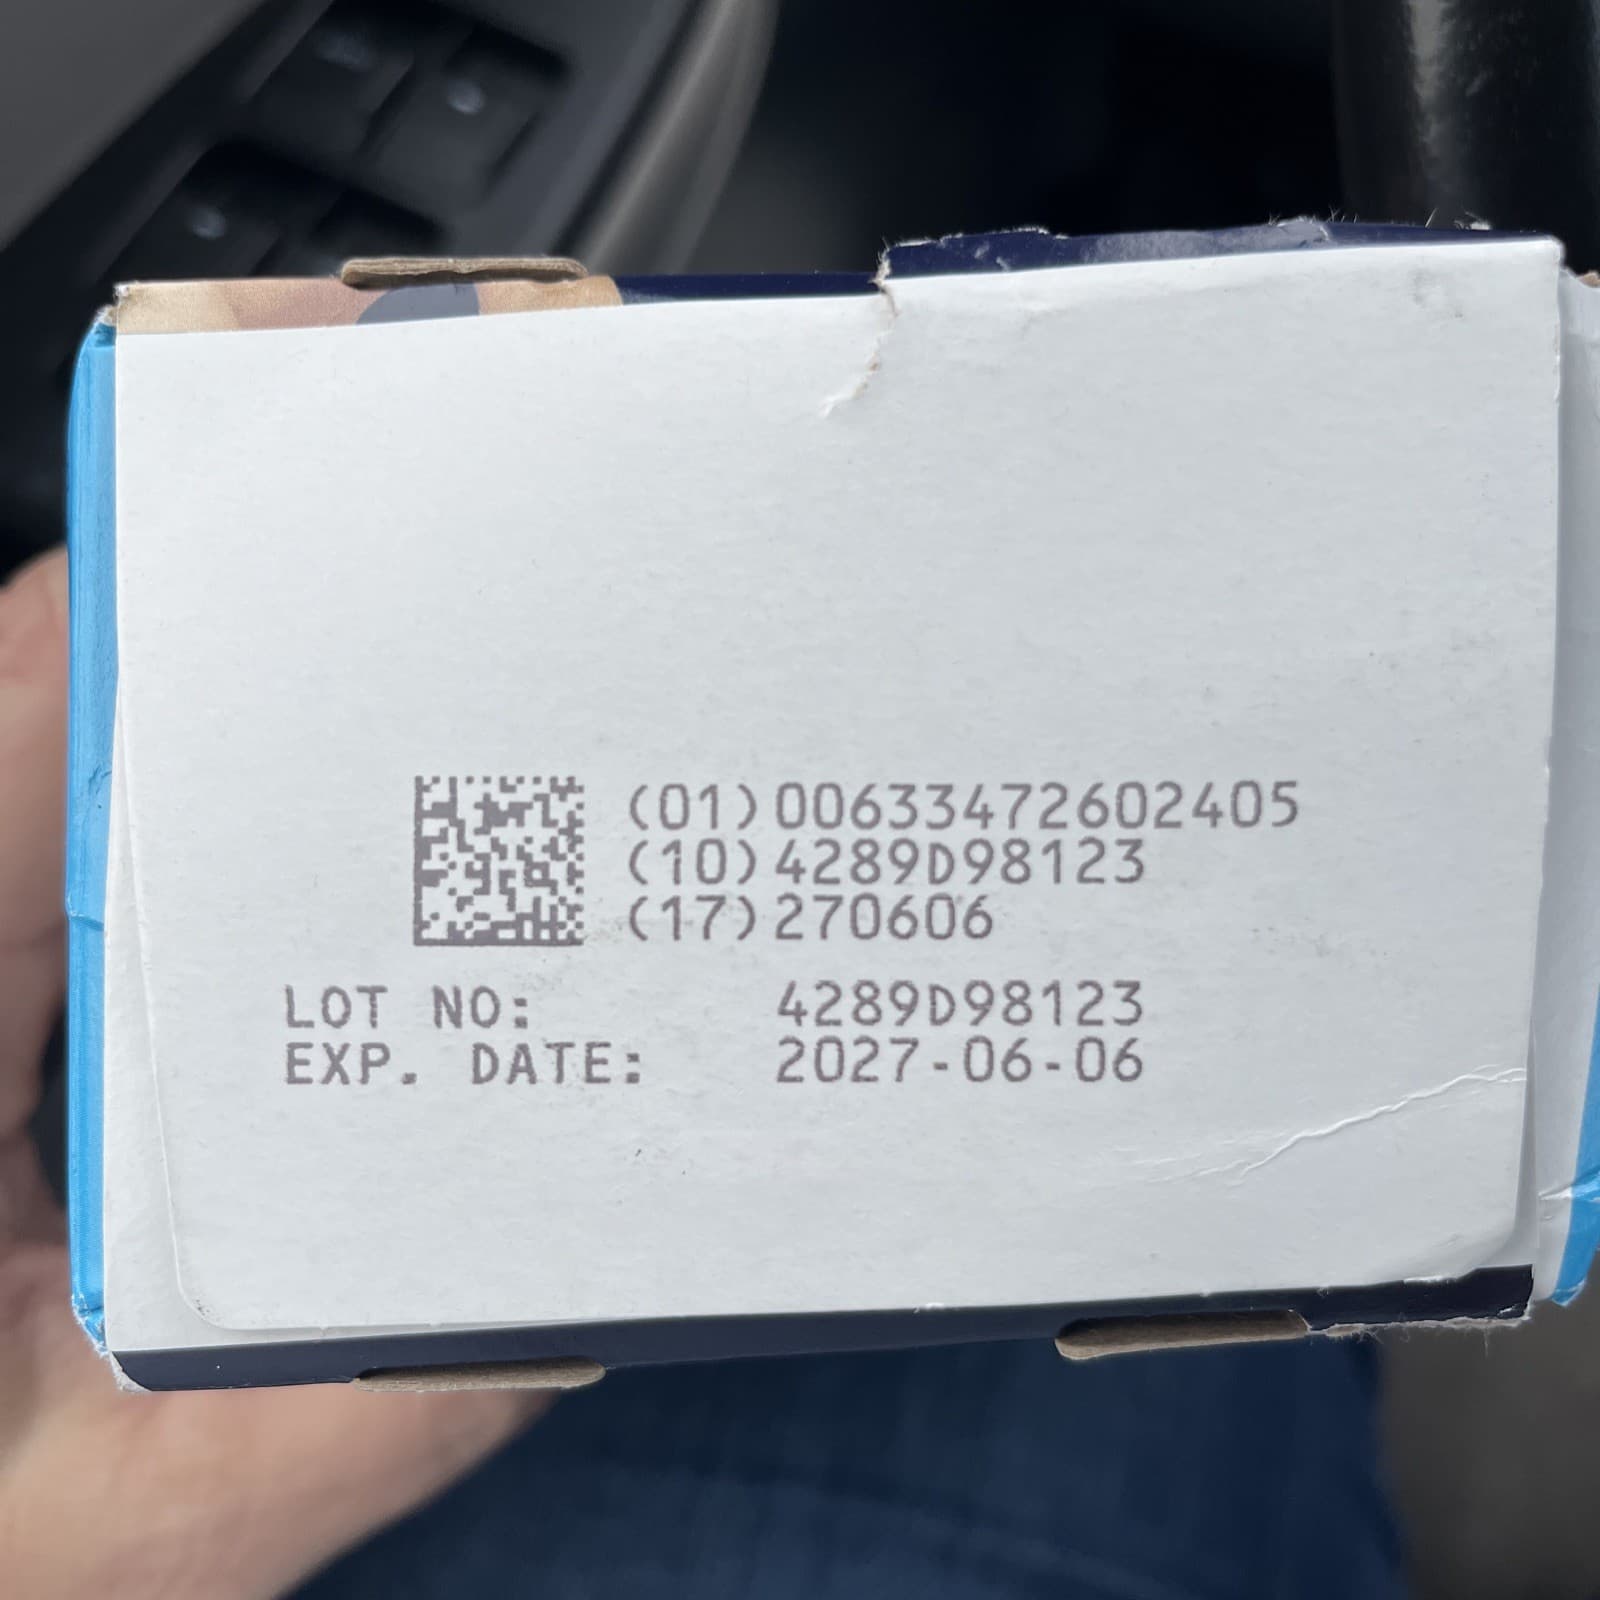 (01)00633472602405
(10)4289D98123
(17)270606
LOT NO: 4289D98123
EXP. DATE: 2027-06-06